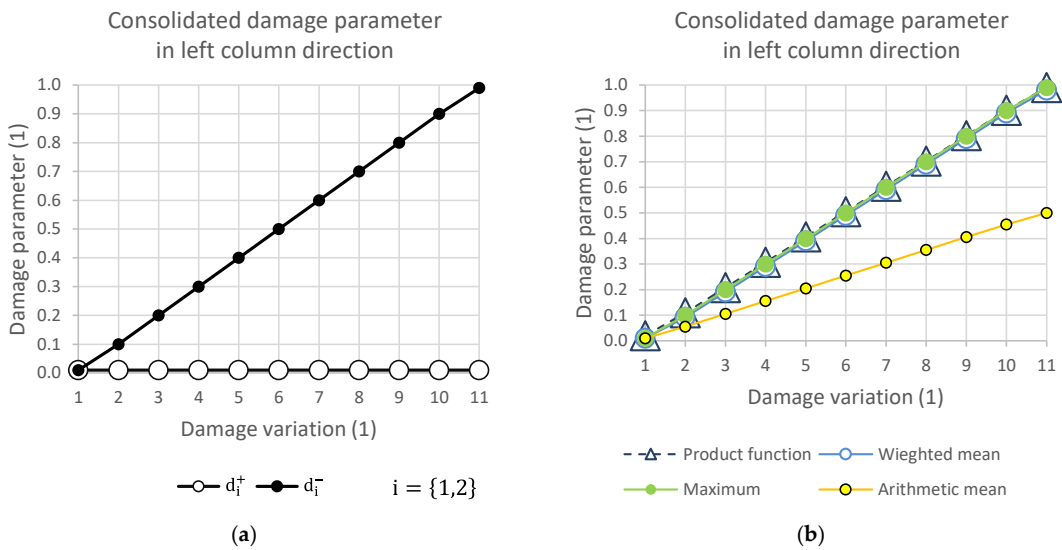 Consolidated damage parameter
in left column direction
Damage parameter (1)
1.0
0.9
0.8
0.7
0.6
0.5
0.4
0.3
0.2
0.1
0.0
1 2 3 4 5 6 7 8 9 10 11
Damage variation (1)
d_i^+ d_i^- i = {1,2}
(a)
Consolidated damage parameter
in left column direction
Damage parameter (1)
1.0
0.9
0.8
0.7
0.6
0.5
0.4
0.3
0.2
0.1
0.0
1 2 3 4 5 6 7 8 9 10 11
Damage variation (1)
Product function Wieghted mean
Maximum Arithmetic mean
(b)